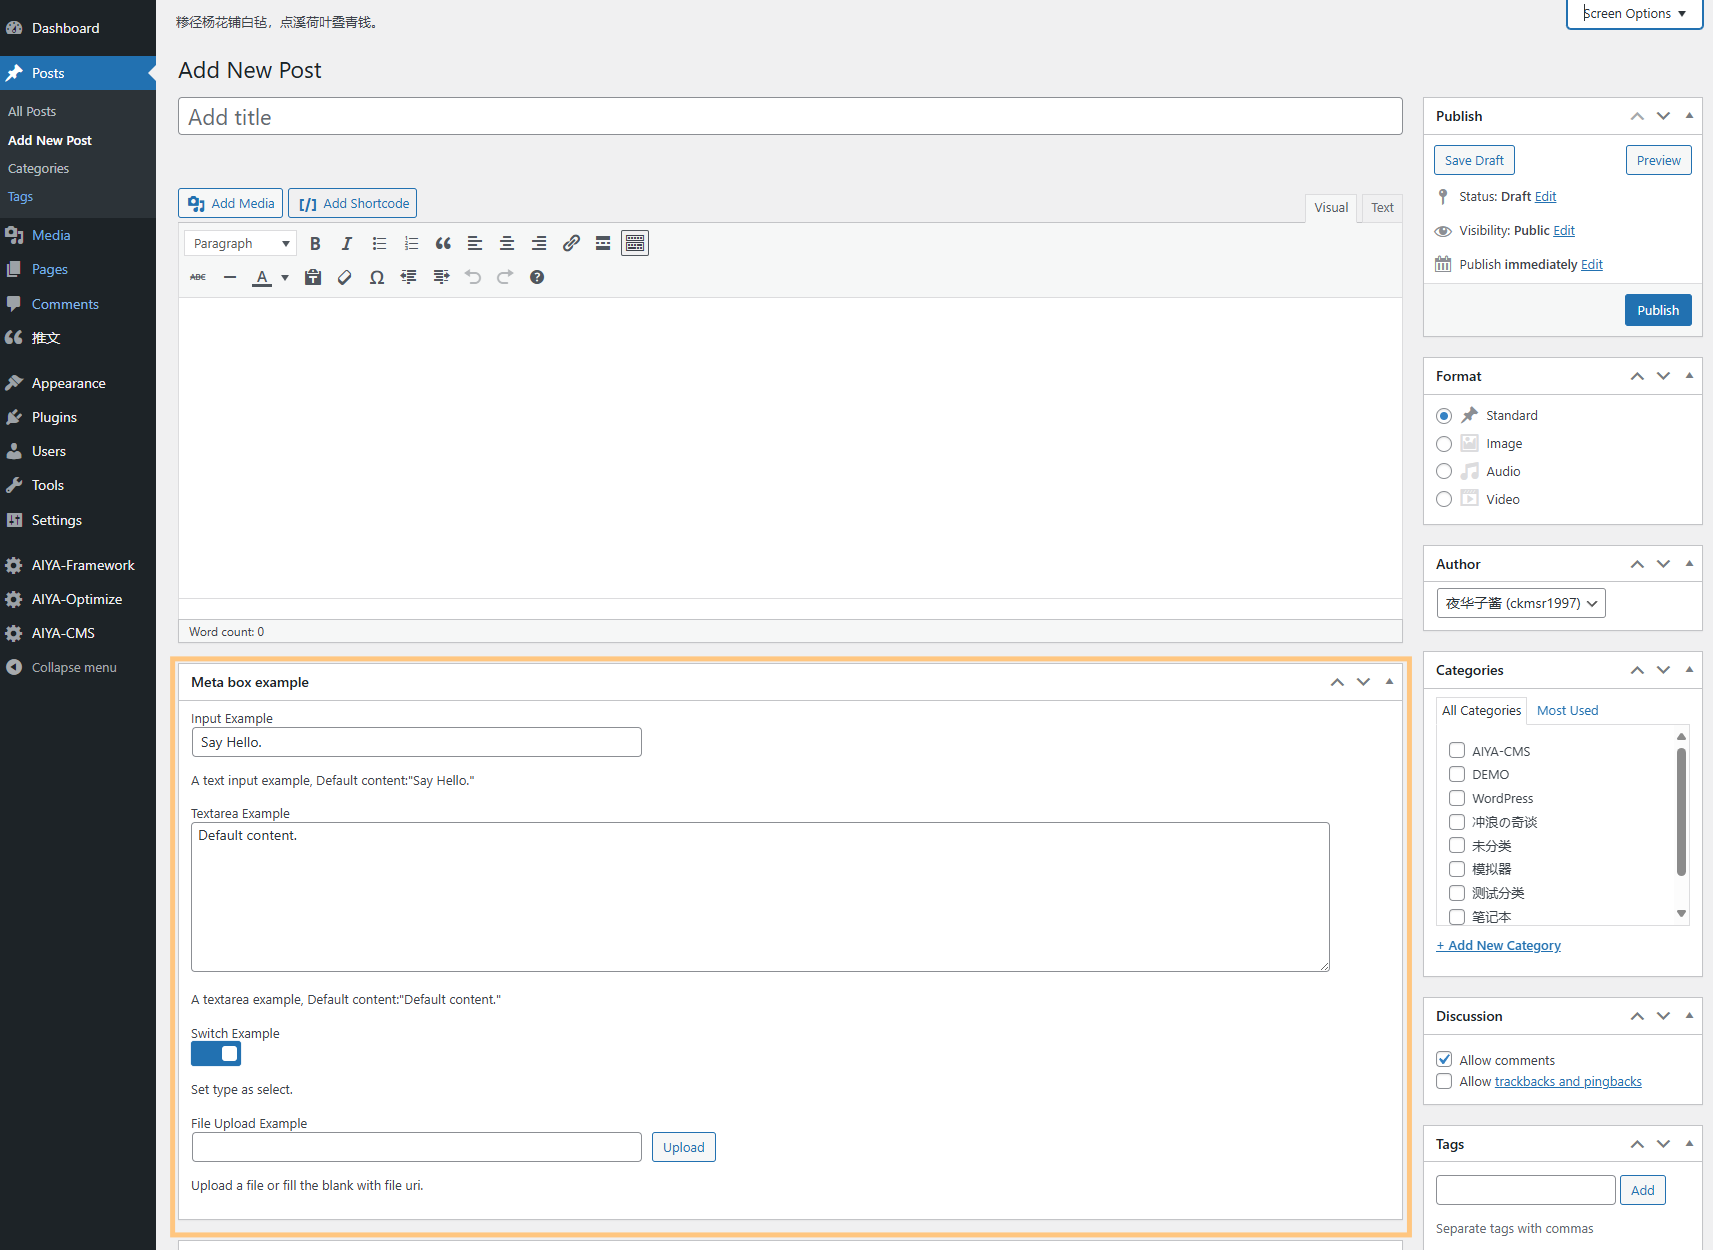 Dashboard
Posts
All Posts
Add New Post
Categories
Tags
Media
Pages
Comments
推文
Appearance
Plugins
Users
Tools
Settings
AIYA-Framework
AIYA-Optimize
AIYA-CMS
Collapse menu
糁径杨花铺白毡，点溪荷叶叠青钱。
Screen Options
Add New Post
Add title
Add Media
[/] Add Shortcode
Visual
Text
Paragraph
B I
ABC
A
Ω
Word count: 0
Meta box example
Input Example
Say Hello.
A text input example, Default content:"Say Hello."
Textarea Example
Default content.
A textarea example, Default content:"Default content."
Switch Example
Set type as select.
File Upload Example
Upload
Upload a file or fill the blank with file uri.
Publish
Save Draft
Preview
Status: Draft Edit
Visibility: Public Edit
Publish immediately Edit
Publish
Format
Standard
Image
Audio
Video
Author
夜华子酱 (ckmsr1997)
Categories
All Categories
Most Used
AIYA-CMS
DEMO
WordPress
冲浪の奇谈
未分类
模拟器
测试分类
笔记本
+ Add New Category
Discussion
Allow comments
Allow trackbacks and pingbacks
Tags
Add
Separate tags with commas